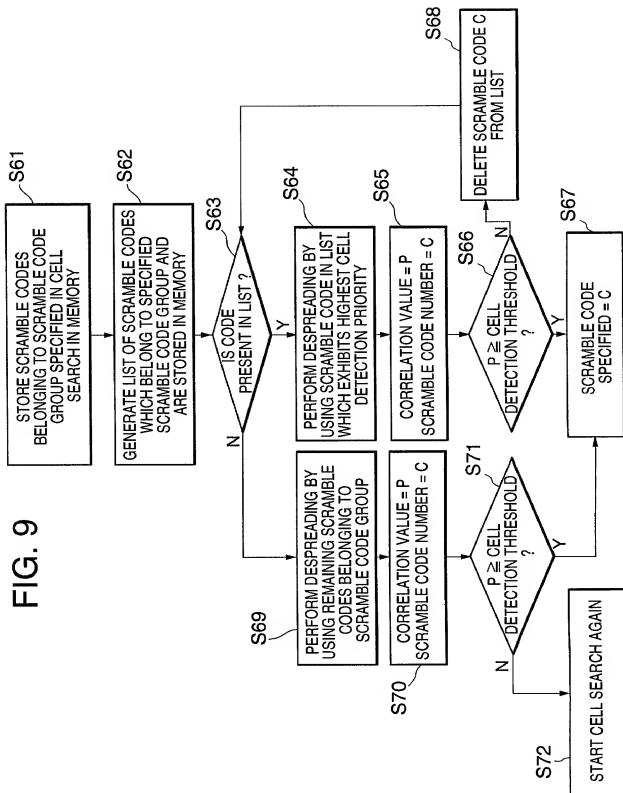 FIG. 9
S61
STORE SCRAMBLE CODES
BELONGING TO SCRAMBLE CODE
GROUP SPECIFIED IN CELL
SEARCH IN MEMORY
S62
GENERATE LIST OF SCRAMBLE CODES
WHICH BELONG TO SPECIFIED
SCRAMBLE CODE GROUP AND
ARE STORED IN MEMORY
S63
IS CODE
PRESENT IN LIST ?
N
Y
S64
PERFORM DESPREADING BY
USING SCRAMBLE CODE IN LIST
WHICH EXHIBITS HIGHEST CELL
DETECTION PRIORITY
S65
CORRELATION VALUE = P
SCRAMBLE CODE NUMBER = C
S66
P ≧ CELL
DETECTION THRESHOLD
?
N
Y
S68
DELETE SCRAMBLE CODE C
FROM LIST
S67
SCRAMBLE CODE
SPECIFIED = C
S69
PERFORM DESPREADING BY
USING REMAINING SCRAMBLE
CODES BELONGING TO
SCRAMBLE CODE GROUP
S70
CORRELATION VALUE = P
SCRAMBLE CODE NUMBER = C
S71
P ≧ CELL
DETECTION THRESHOLD
?
N
Y
S72
START CELL SEARCH AGAIN